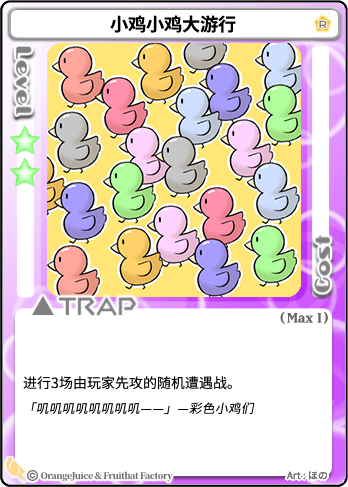 小鸡小鸡大游行
R
Level
Cost
TRAP
(Max 1)
进行3场由玩家先攻的随机遭遇战。
「叽叽叽叽叽叽叽叽——」—彩色小鸡们
© OrangeJuice & Fruitbat Factory
Art : ほの